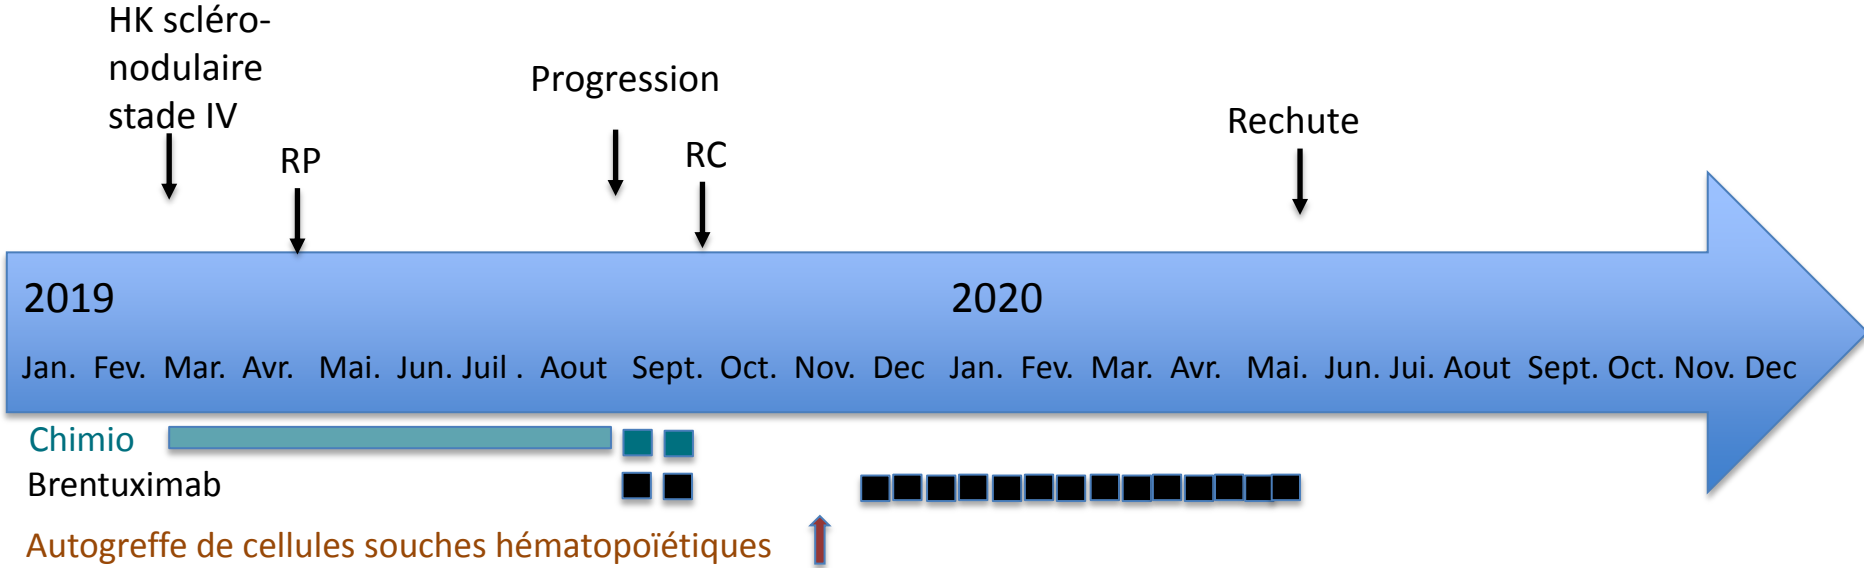 HK scléro-
nodulaire
stade IV
RP
Progression
RC
Rechute
2019
2020
Jan. Fev. Mar. Avr. Mai. Jun. Juil . Aout Sept. Oct. Nov. Dec Jan. Fev. Mar. Avr. Mai. Jun. Jui. Aout Sept. Oct. Nov. Dec
Chimio
Brentuximab
Autogreffe de cellules souches hématopoïétiques